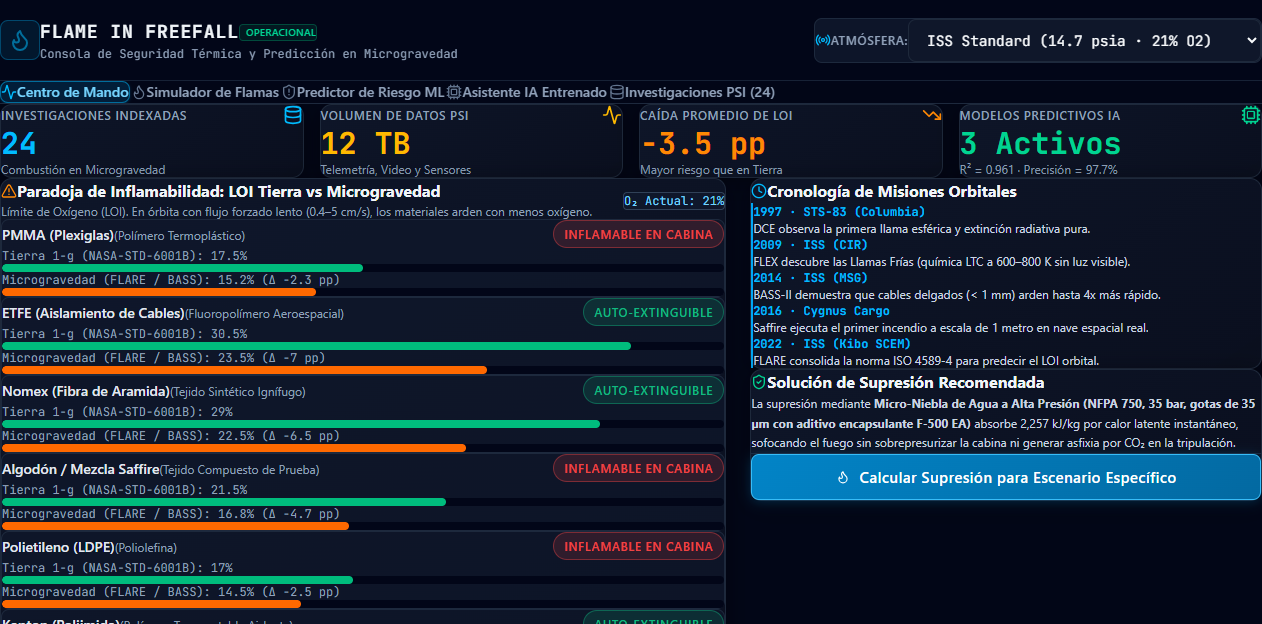 FLAME IN FREEFALL OPERACIONAL
Consola de Seguridad Térmica y Predicción en Microgravedad
ATMÓSFERA: ISS Standard (14.7 psia · 21% O2)
Centro de Mando Simulador de Flamas Predictor de Riesgo ML Asistente IA Entrenado Investigaciones PSI (24)
INVESTIGACIONES INDEXADAS
24
Combustión en Microgravedad
VOLUMEN DE DATOS PSI
12 TB
Telemetría, Video y Sensores
CAÍDA PROMEDIO DE LOI
-3.5 pp
Mayor riesgo que en Tierra
MODELOS PREDICTIVOS IA
3 Activos
R² = 0.961 · Precisión = 97.7%
Paradoja de Inflamabilidad: LOI Tierra vs Microgravedad
Límite de Oxígeno (LOI). En órbita con flujo forzado lento (0.4–5 cm/s), los materiales arden con menos oxígeno.
O₂ Actual: 21%
PMMA (Plexiglas)(Polímero Termoplástico)
INFLAMABLE EN CABINA
Tierra 1-g (NASA-STD-6001B): 17.5%
Microgravedad (FLARE / BASS): 15.2% (Δ -2.3 pp)
ETFE (Aislamiento de Cables)(Fluoropolímero Aeroespacial)
AUTO-EXTINGUIBLE
Tierra 1-g (NASA-STD-6001B): 30.5%
Microgravedad (FLARE / BASS): 23.5% (Δ -7 pp)
Nomex (Fibra de Aramida)(Tejido Sintético Ignífugo)
AUTO-EXTINGUIBLE
Tierra 1-g (NASA-STD-6001B): 29%
Microgravedad (FLARE / BASS): 22.5% (Δ -6.5 pp)
Algodón / Mezcla Saffire(Tejido Compuesto de Prueba)
INFLAMABLE EN CABINA
Tierra 1-g (NASA-STD-6001B): 21.5%
Microgravedad (FLARE / BASS): 16.8% (Δ -4.7 pp)
Polietileno (LDPE)(Poliolefina)
INFLAMABLE EN CABINA
Tierra 1-g (NASA-STD-6001B): 17%
Microgravedad (FLARE / BASS): 14.5% (Δ -2.5 pp)
AUTO-EXTINGUIBLE
Cronología de Misiones Orbitales
1997 · STS-83 (Columbia)
DCE observa la primera llama esférica y extinción radiativa pura.
2009 · ISS (CIR)
FLEX descubre las Llamas Frías (química LTC a 600–800 K sin luz visible).
2014 · ISS (MSG)
BASS-II demuestra que cables delgados (< 1 mm) arden hasta 4x más rápido.
2016 · Cygnus Cargo
Saffire ejecuta el primer incendio a escala de 1 metro en nave espacial real.
2022 · ISS (Kibo SCEM)
FLARE consolida la norma ISO 4589-4 para predecir el LOI orbital.
Solución de Supresión Recomendada
La supresión mediante Micro-Niebla de Agua a Alta Presión (NFPA 750, 35 bar, gotas de 35
μm con aditivo encapsulante F-500 EA) absorbe 2,257 kJ/kg por calor latente instantáneo,
sofocando el fuego sin sobrepresurizar la cabina ni generar asfixia por CO₂ en la tripulación.
Calcular Supresión para Escenario Específico